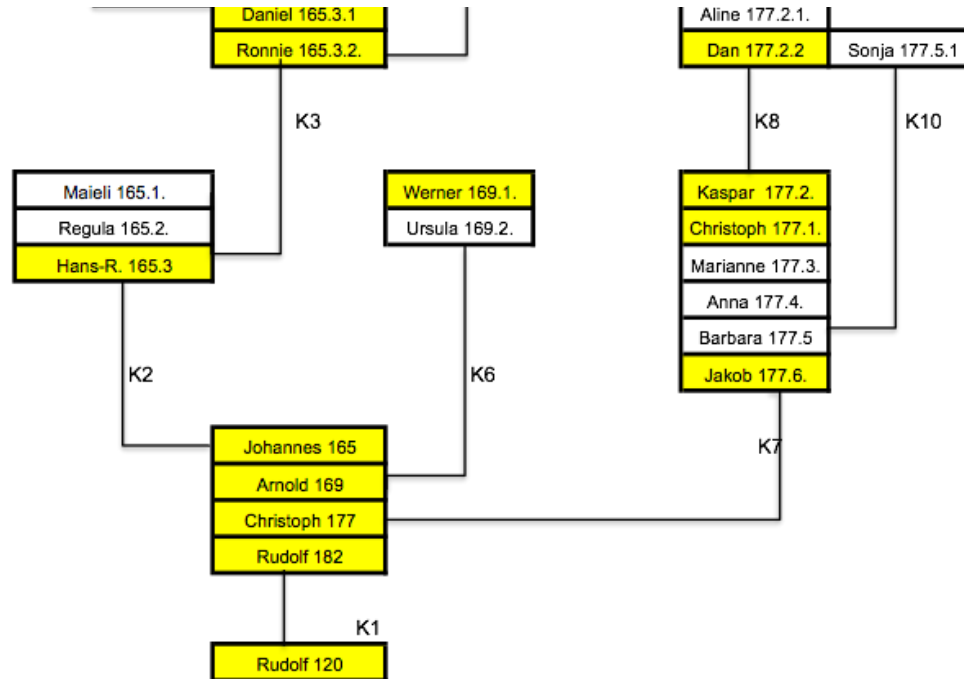 Daniel 165.3.1
Ronnie 165.3.2.
Aline 177.2.1.
Dan 177.2.2
Sonja 177.5.1
K3
K8
K10
Maieli 165.1.
Regula 165.2.
Hans-R. 165.3
Werner 169.1.
Ursula 169.2.
Kaspar 177.2.
Christoph 177.1.
Marianne 177.3.
Anna 177.4.
Barbara 177.5
Jakob 177.6.
K2
K6
K7
Johannes 165
Arnold 169
Christoph 177
Rudolf 182
K1
Rudolf 120